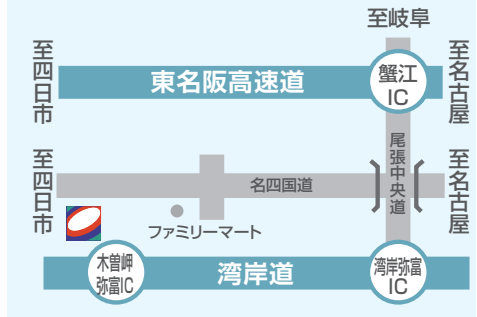 至岐阜
至四日市
東名阪高速道
蟹江
IC
至名古屋
尾張中央道
至四日市
名四国道
至名古屋
ファミリーマート
木曽岬
弥富IC
湾岸道
湾岸弥富
IC